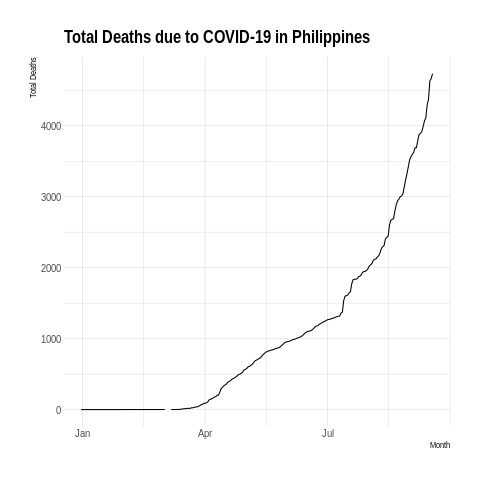 Total Deaths due to COVID-19 in Philippines
Total Deaths
4000
3000
2000
1000
0
Jan Apr Jul
Month